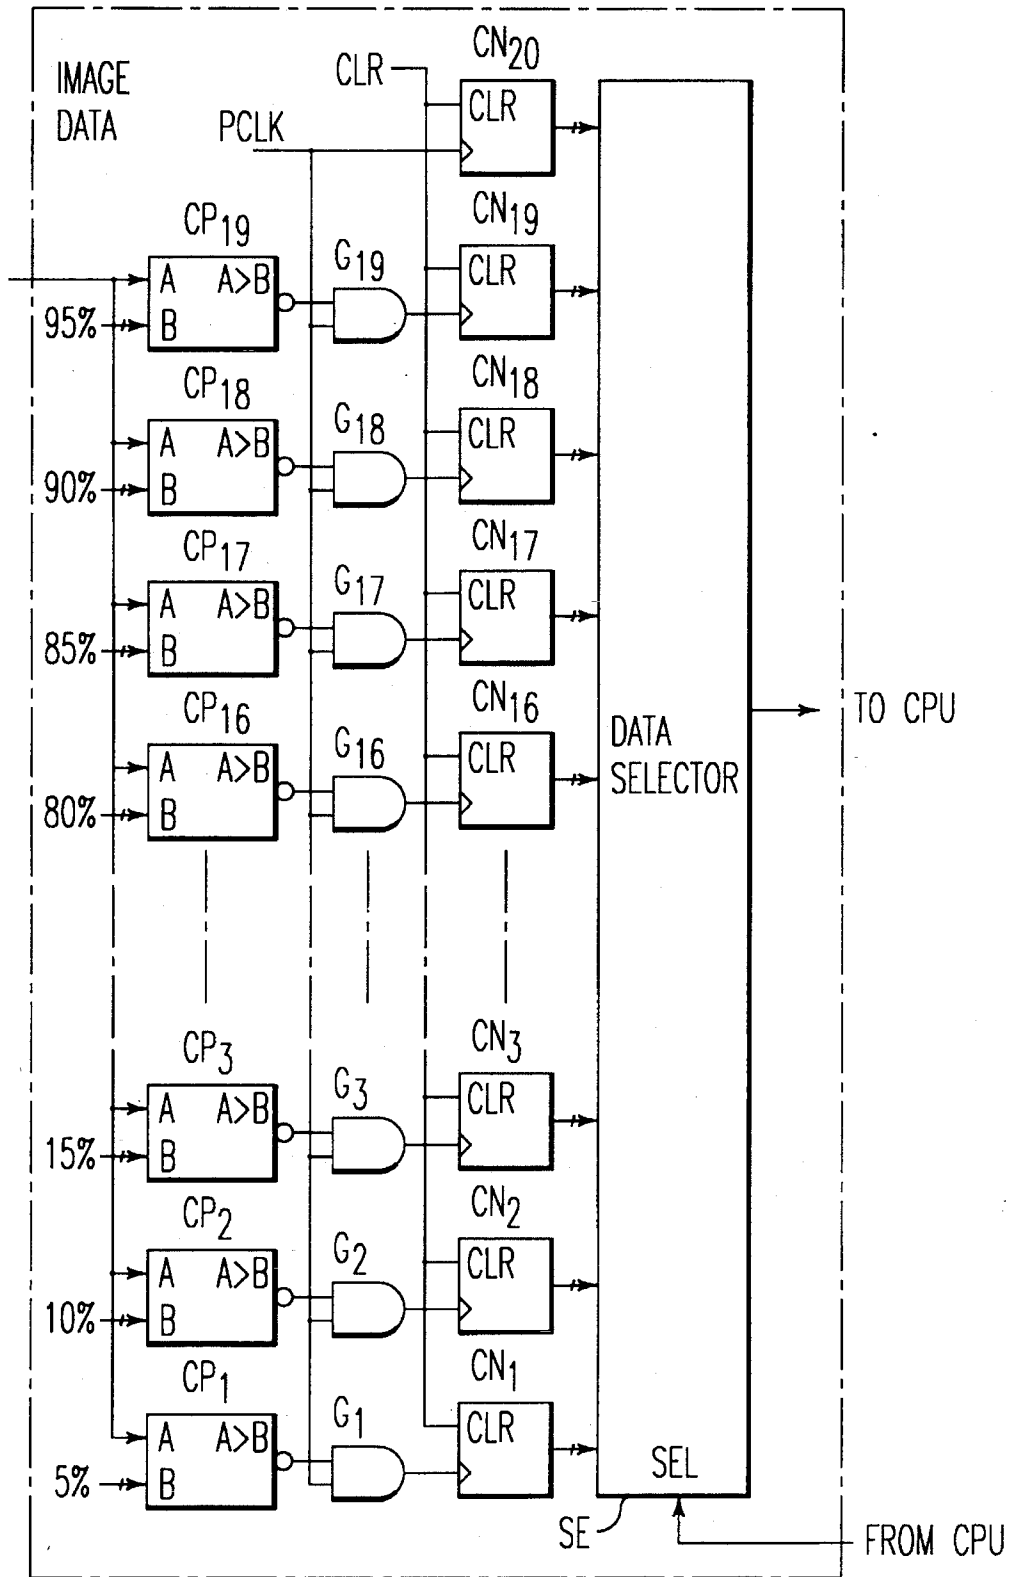 IMAGE
DATA
CLR
CN20
CLR
PCLK
CP19
A A>B
B
95%
G19
CN19
CLR
CP18
A A>B
B
90%
G18
CN18
CLR
CP17
A A>B
B
85%
G17
CN17
CLR
CP16
A A>B
B
80%
G16
CN16
CLR
DATA
SELECTOR
TO CPU
CP3
A A>B
B
15%
G3
CN3
CLR
CP2
A A>B
B
10%
G2
CN2
CLR
CP1
A A>B
B
5%
G1
CN1
CLR
SEL
SE
FROM CPU